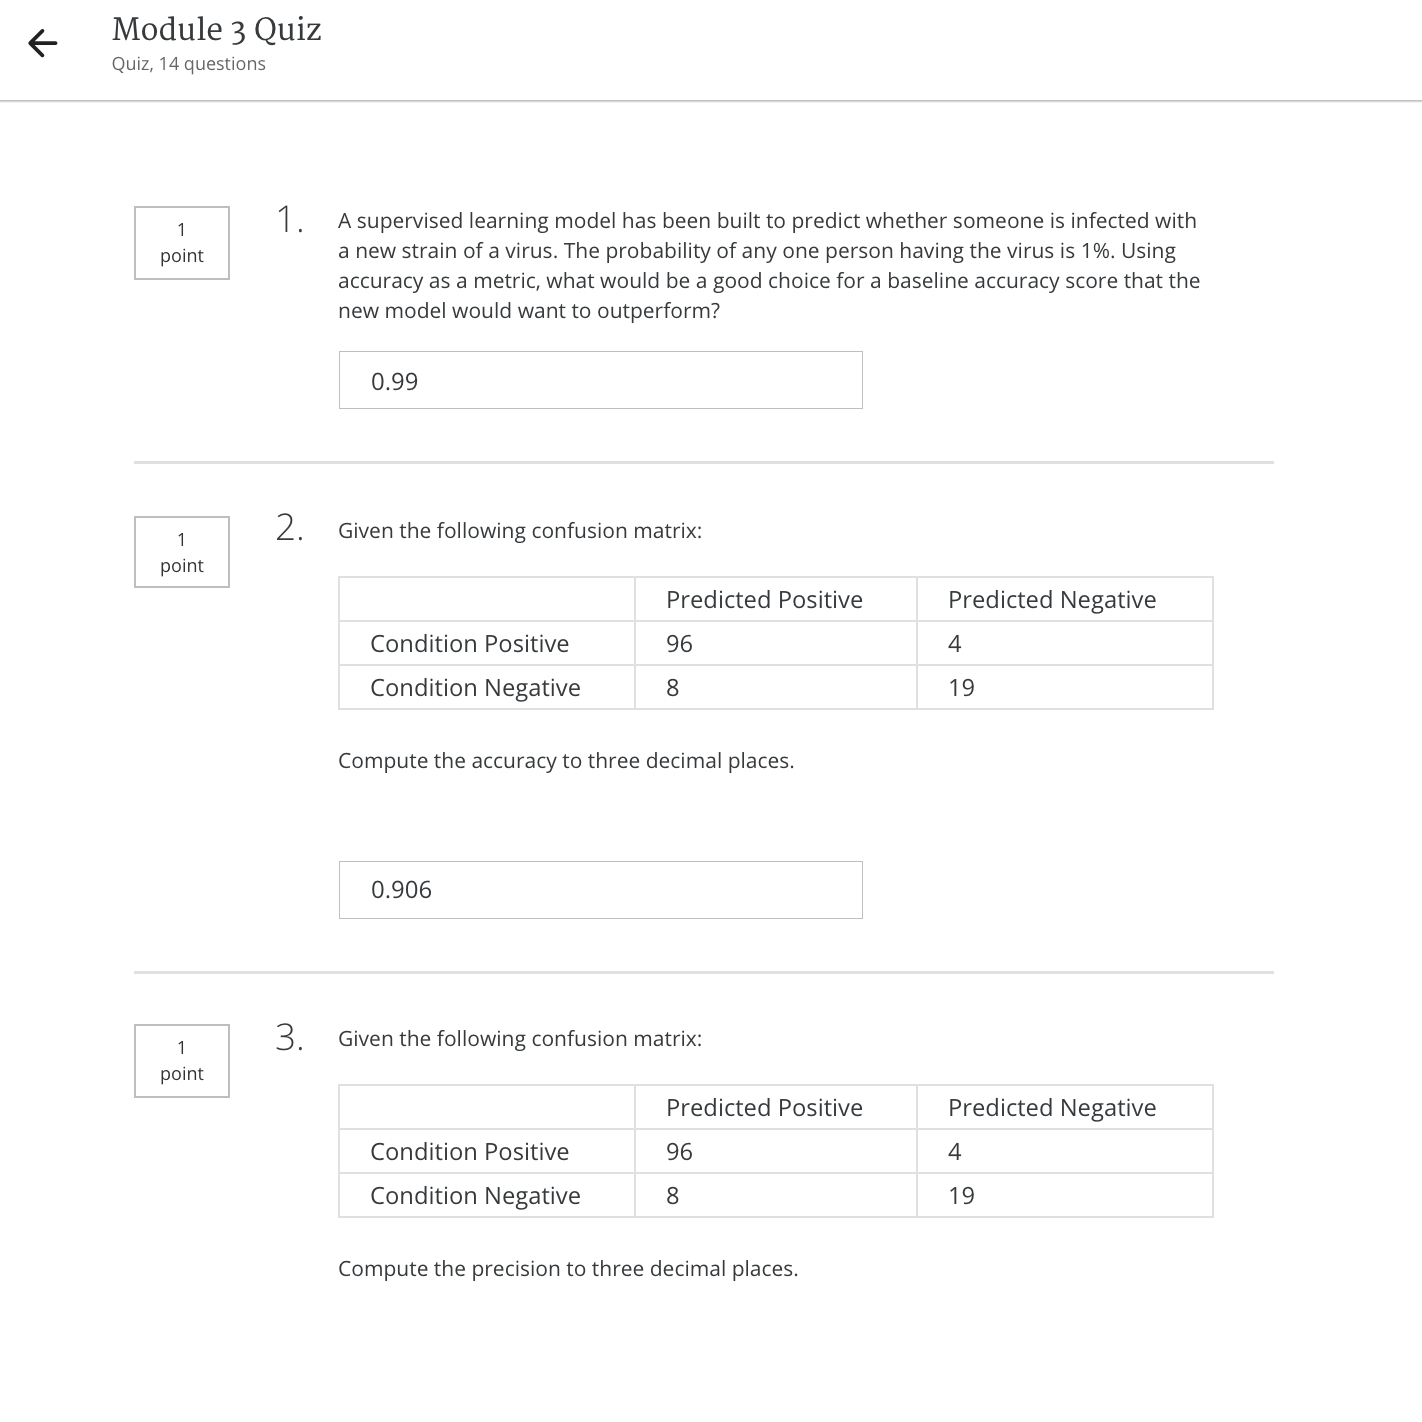 Module 3 Quiz
Quiz, 14 questions
1
point
1.
A supervised learning model has been built to predict whether someone is infected with
a new strain of a virus. The probability of any one person having the virus is 1%. Using
accuracy as a metric, what would be a good choice for a baseline accuracy score that the
new model would want to outperform?
0.99
1
point
2.
Given the following confusion matrix:
Predicted Positive Predicted Negative
Condition Positive 96 4
Condition Negative 8 19
Compute the accuracy to three decimal places.
0.906
1
point
3.
Given the following confusion matrix:
Predicted Positive Predicted Negative
Condition Positive 96 4
Condition Negative 8 19
Compute the precision to three decimal places.